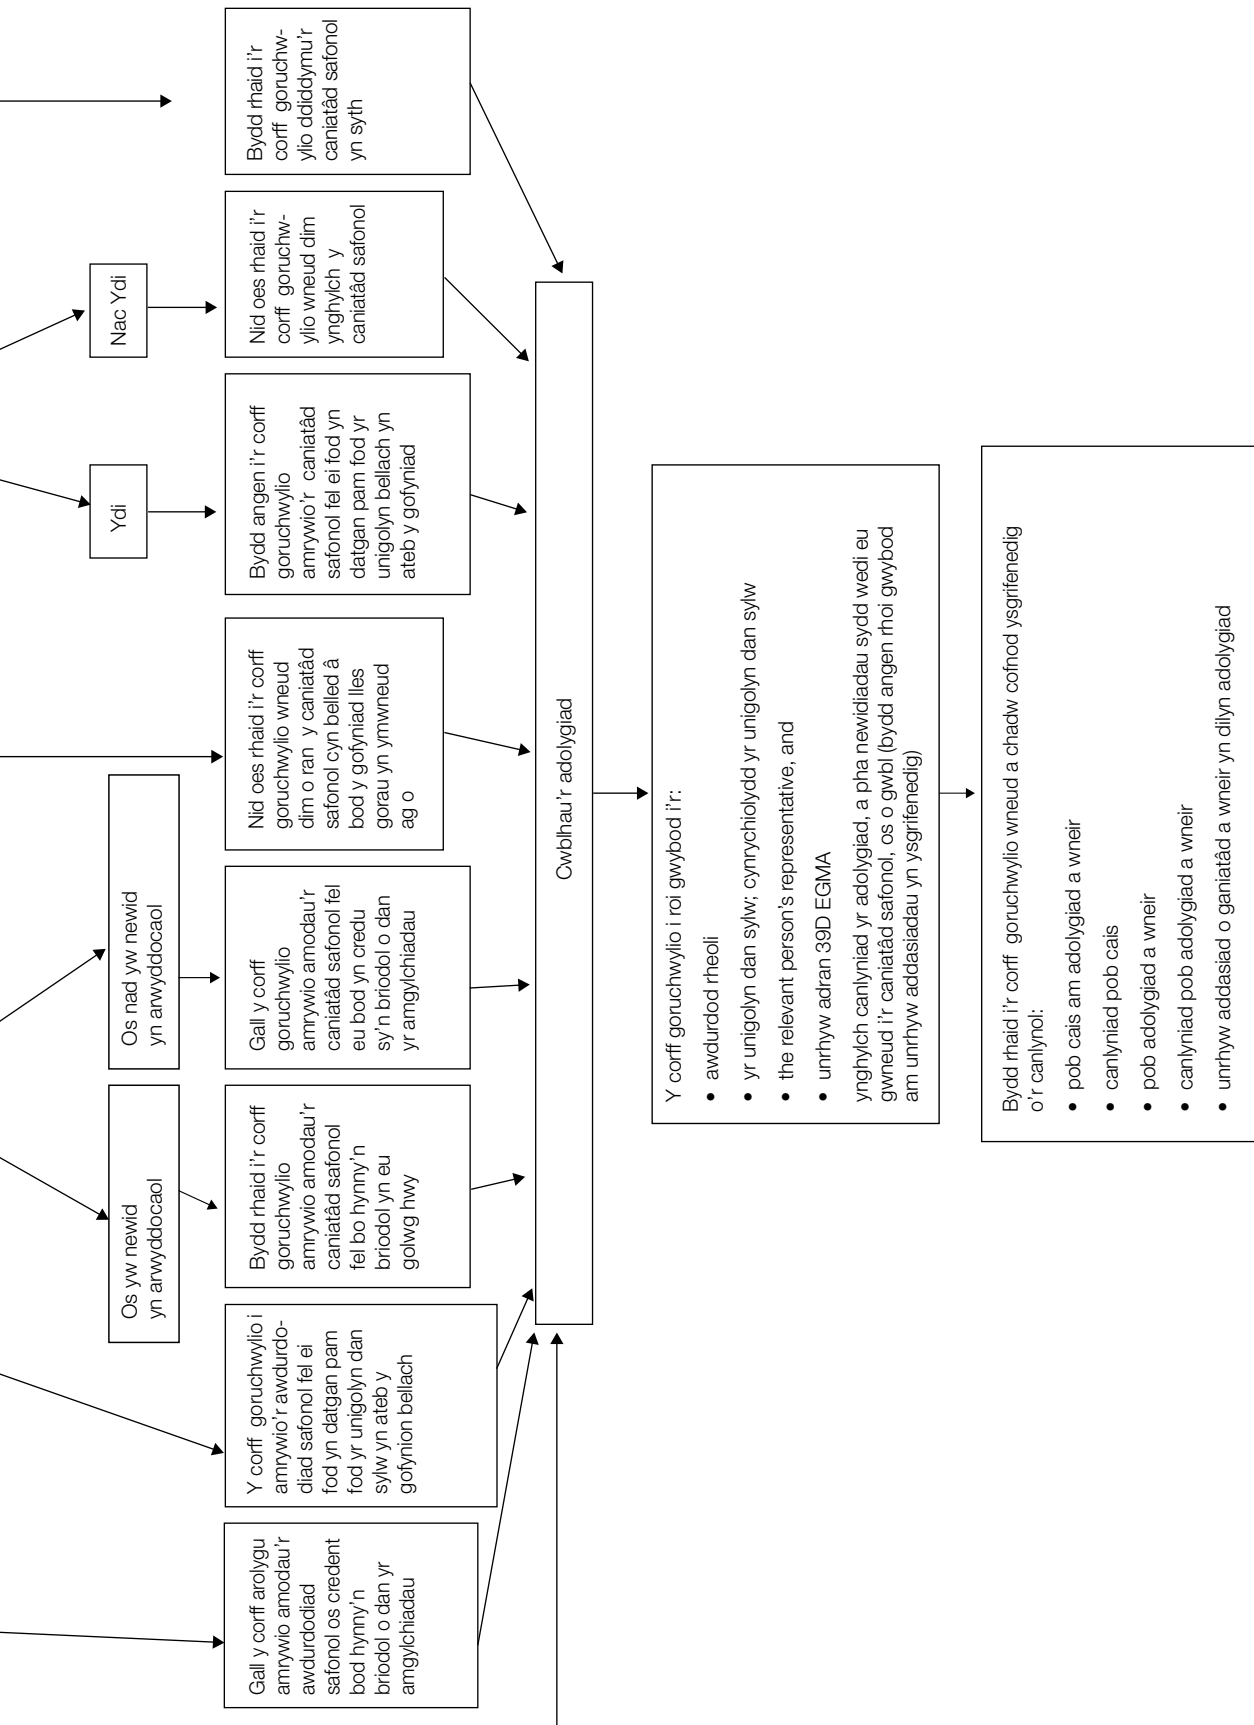 Os yw newid
yn arwyddocaol
Os nad yw newid
yn arwyddocaol
Ydi
Nac Ydi
Gall y corff arolygu
amrywio amodau'r
awdurdodiad
safonol os credent
bod hynny'n
briodol o dan yr
amgylchiadau
Y corff goruchwylio i
amrywio'r awdurdo-
diad safonol fel ei
fod yn datgan pam
fod yr unigolyn dan
sylw yn ateb y
gofynion bellach
Bydd rhaid i'r corff
goruchwylio
amrywio amodau'r
caniatâd safonol
fel bo hynny'n
briodol yn eu
golwg hwy
Gall y corff
goruchwylio
amrywio amodau'r
caniatâd safonol fel
eu bod yn credu
sy'n briodol o dan
yr amgylchiadau
Nid oes rhaid i'r corff
goruchwylio wneud
dim o ran y caniatâd
safonol cyn belled â
bod y gofyniad lles
gorau yn ymwneud
ag o
Bydd angen i'r corff
goruchwylio
amrywio'r caniatâd
safonol fel ei fod yn
datgan pam fod yr
unigolyn bellach yn
ateb y gofyniad
Nid oes rhaid i'r
corff goruchw-
ylio wneud dim
ynghylch y
caniatâd safonol
Bydd rhaid i'r
corff goruchw-
ylio ddiddymu'r
caniatâd safonol
yn syth
Cwblhau'r adolygiad
Y corff goruchwylio i roi gwybod i'r:
• awdurdod rheoli
• yr unigolyn dan sylw; cynrychiolydd yr unigolyn dan sylw
• the relevant person's representative, and
• unrhyw adran 39D EGMA
ynghylch canlyniad yr adolygiad, a pha newidiadau sydd wedi eu
gwneud i'r caniatâd safonol, os o gwbl (bydd angen rhoi gwybod
am unrhyw addasiadau yn ysgrifenedig)
Bydd rhaid i'r corff goruchwylio wneud a chadw cofnod ysgrifenedig
o'r canlynol:
• pob cais am adolygiad a wneir
• canlyniad pob cais
• pob adolygiad a wneir
• canlyniad pob adolygiad a wneir
• unrhyw addasiad o ganiatâd a wneir yn dilyn adolygiad